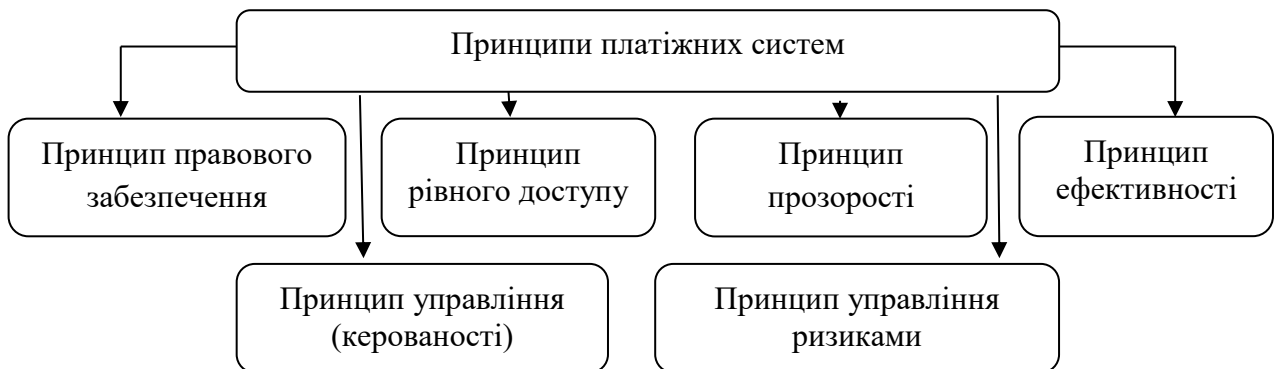 Принципи платіжних систем
Принцип правового
забезпечення
Принцип
рівного доступу
Принцип
прозорості
Принцип
ефективності
Принцип управління
(керованості)
Принцип управління
ризиками